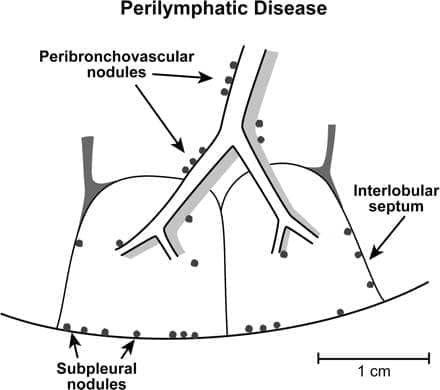 Perilymphatic Disease
Peribronchovascular
nodules
Interlobular
septum
Subpleural
nodules
1 cm